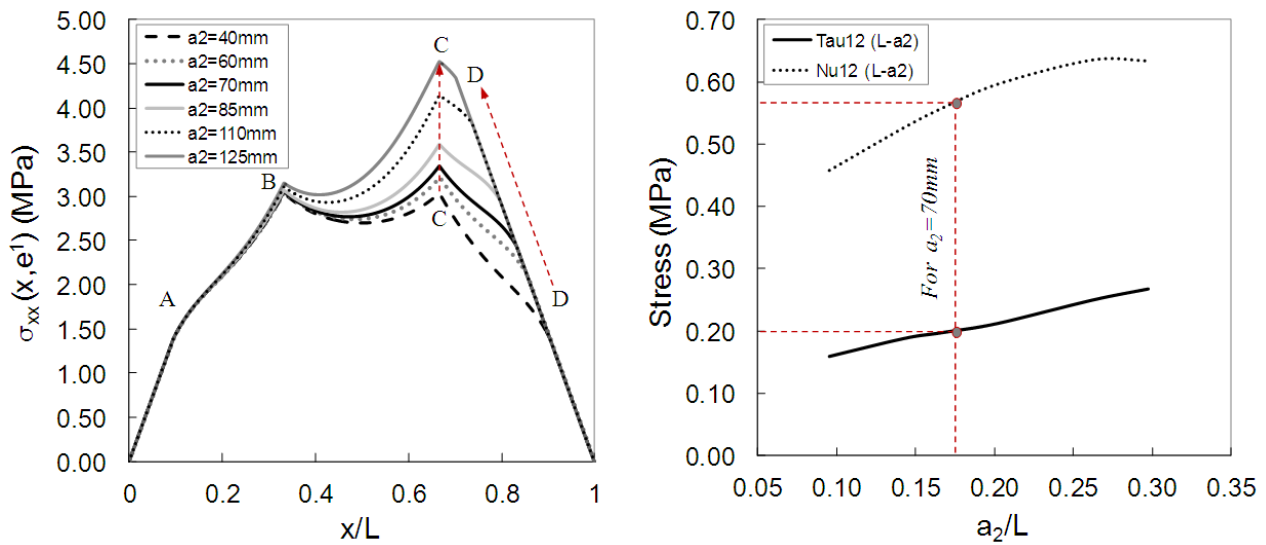 5.00
4.50
4.00
3.50
3.00
2.50
2.00
1.50
1.00
0.50
0.00
σxx (x,e¹) (MPa)
a2=40mm
a2=60mm
a2=70mm
a2=85mm
a2=110mm
a2=125mm
C
D
B
C
A
D
0 0.2 0.4 0.6 0.8 1
x/L
0.70
0.60
0.50
0.40
0.30
0.20
0.10
0.00
Stress (MPa)
Tau12 (L-a2)
Nu12 (L-a2)
For a₂=70mm
0.05 0.10 0.15 0.20 0.25 0.30 0.35
a₂/L